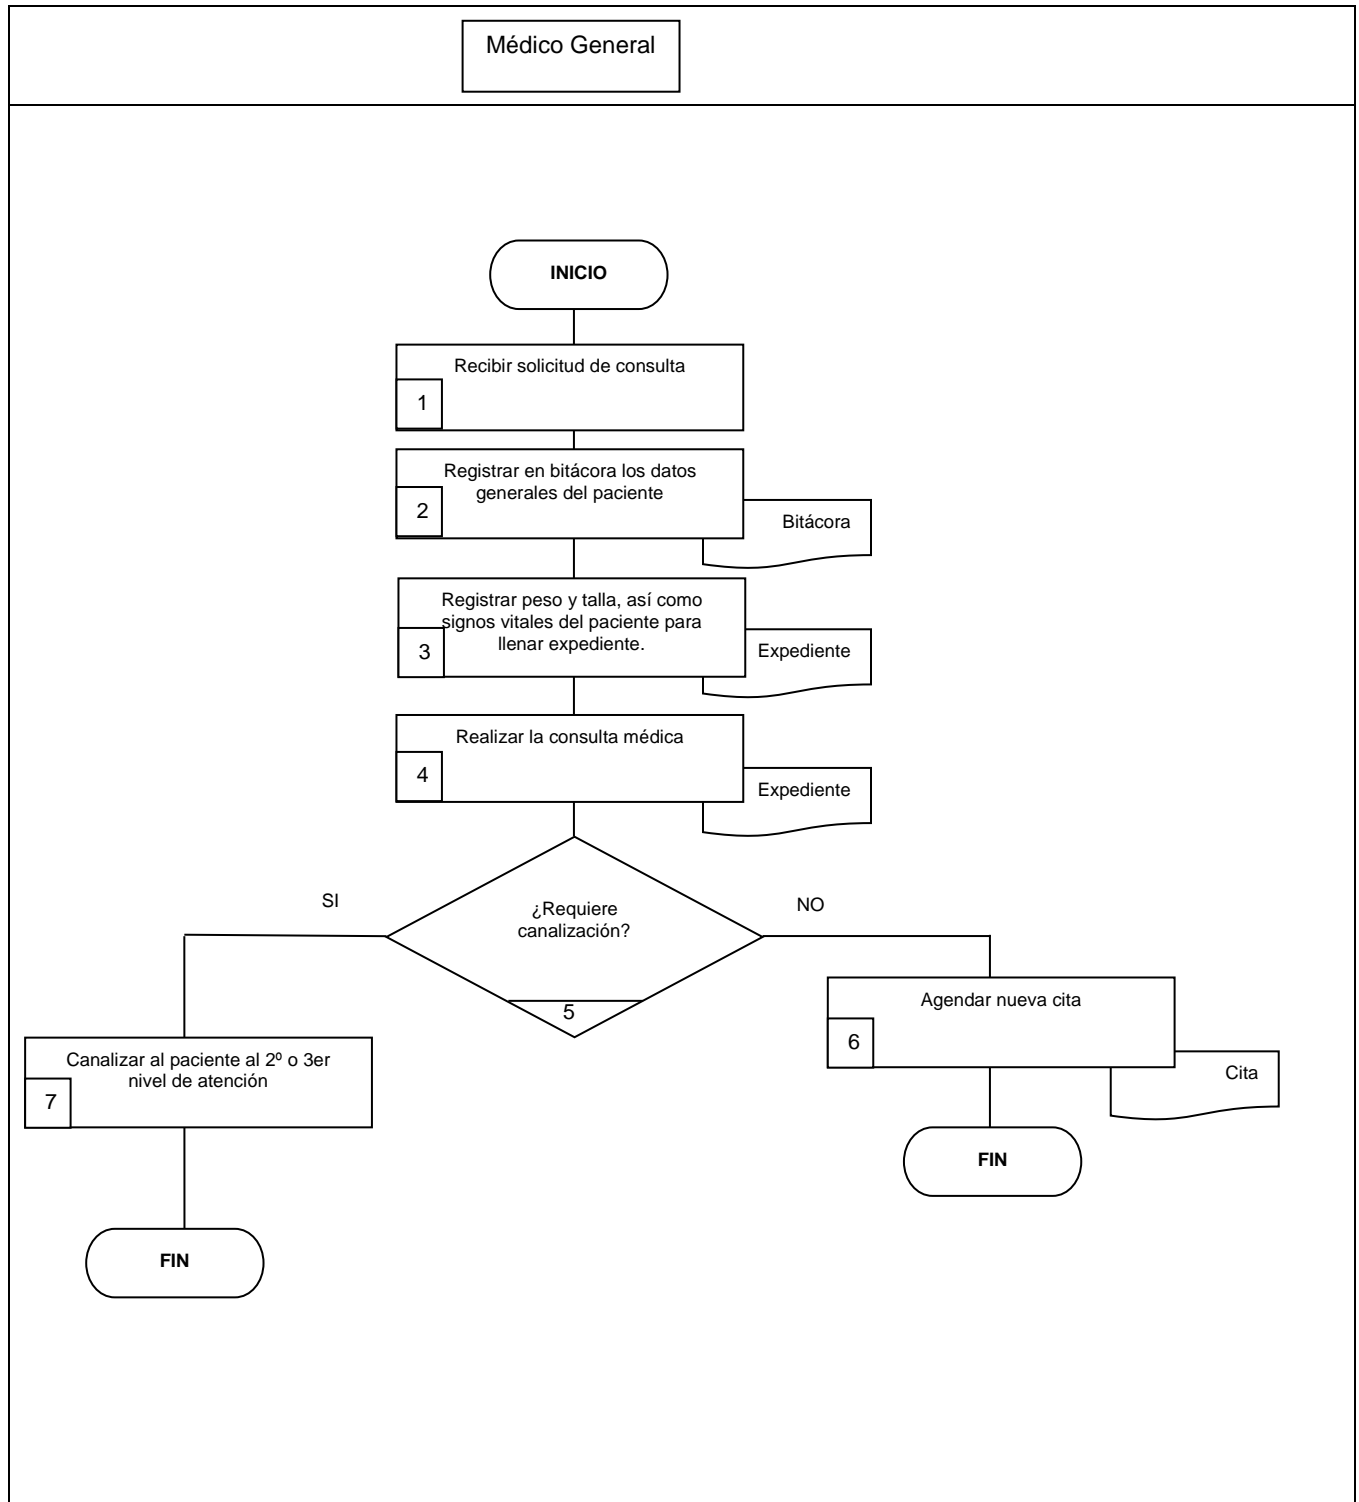 Médico General
INICIO
Recibir solicitud de consulta
1
Registrar en bitácora los datos
generales del paciente
2
Bitácora
Registrar peso y talla, así como
signos vitales del paciente para
llenar expediente.
3
Expediente
Realizar la consulta médica
4
Expediente
¿Requiere
canalización?
5
SI
NO
Agendar nueva cita
6
Cita
FIN
Canalizar al paciente al 2º o 3er
nivel de atención
7
FIN